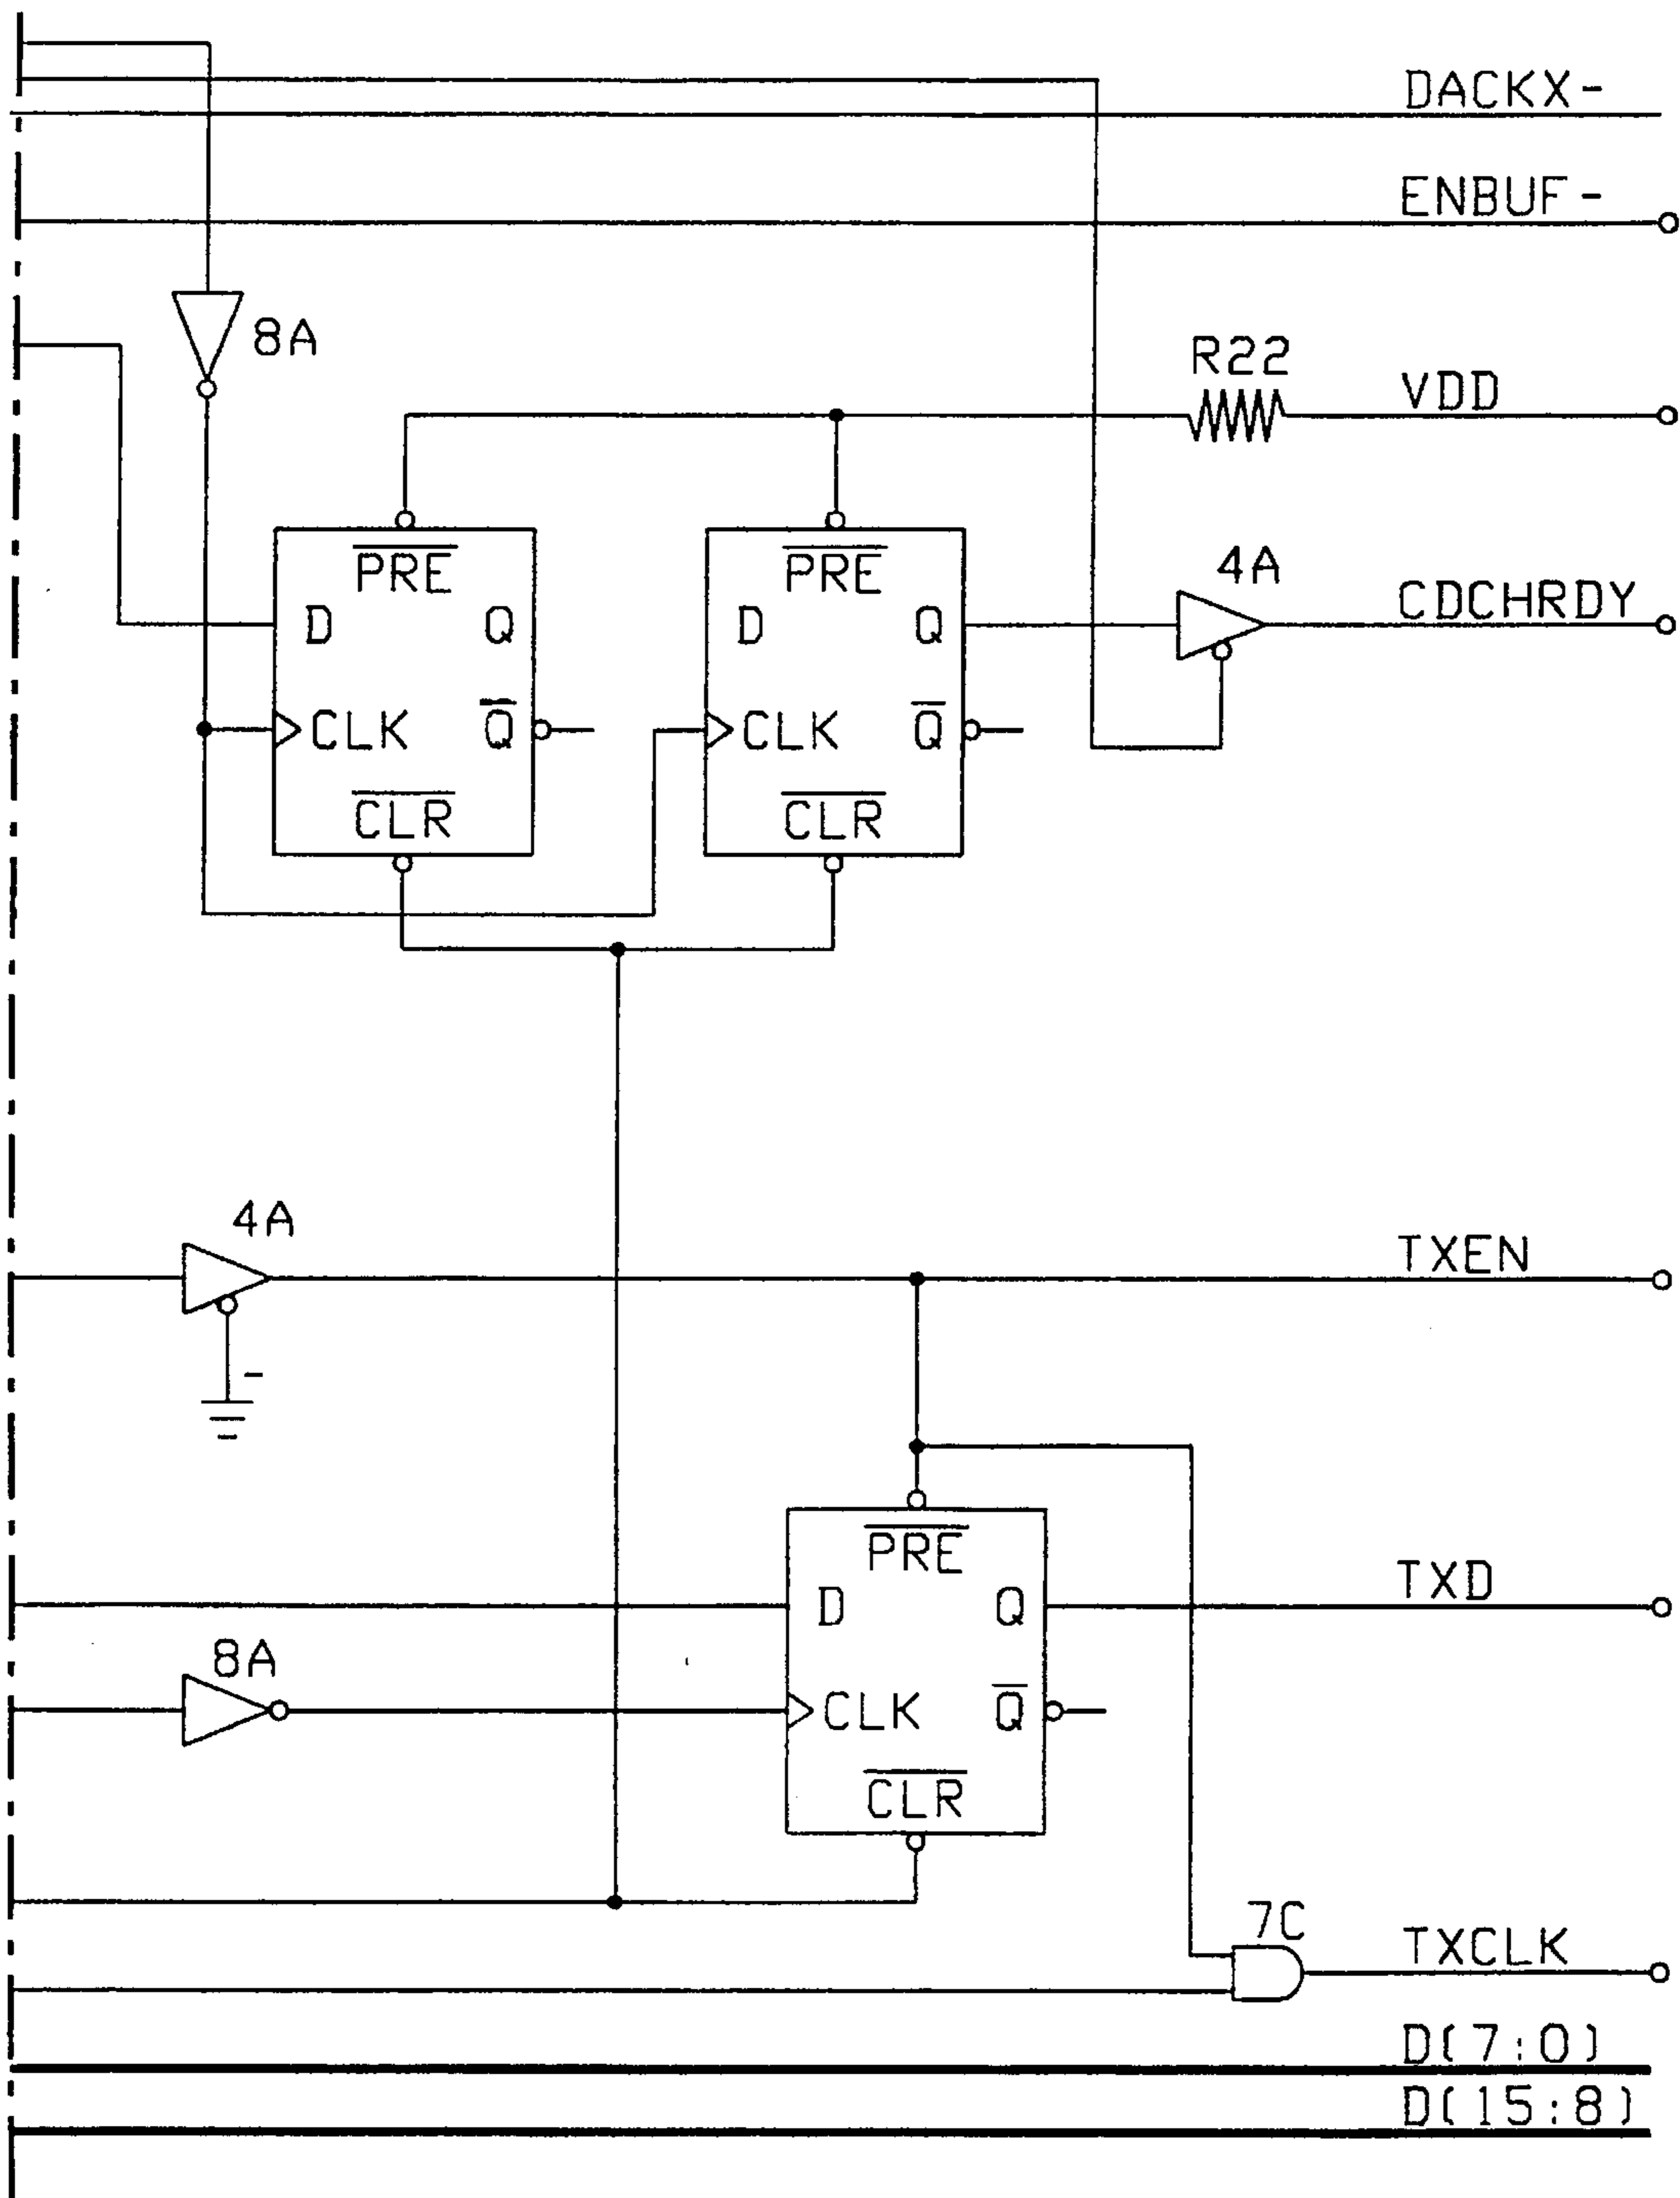 DACKX-
ENBUF-
8A
R22
VDD
PRE
PRE
4A
CDCHRDY
D Q
D Q
CLK Q
CLK Q
CLR
CLR
4A
TXEN
-
PRE
TXD
D Q
8A
CLK Q
CLR
7C
TXCLK
D(7:0)
D(15:8)